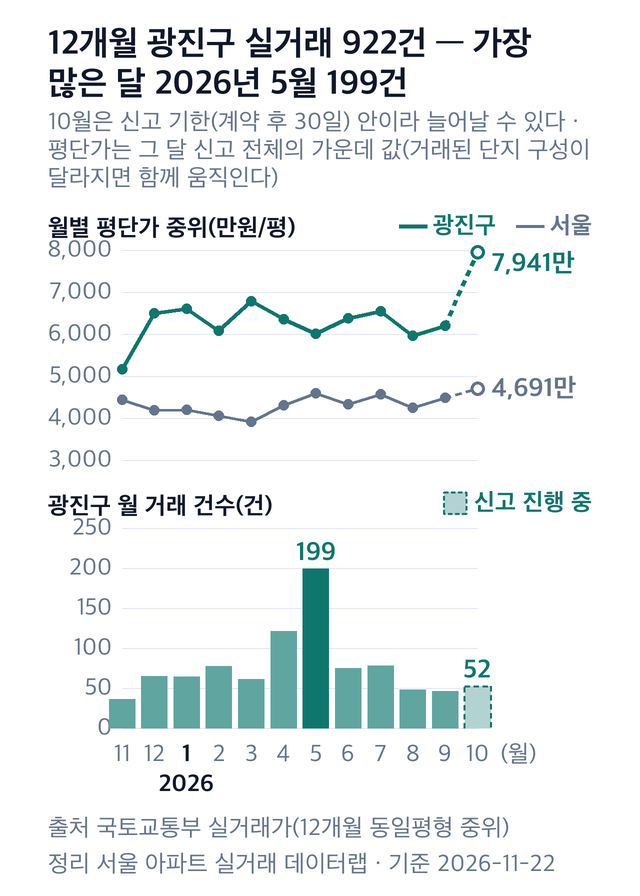 12개월 광진구 실거래 922건 — 가장
많은 달 2026년 5월 199건
10월은 신고 기한(계약 후 30일) 안이라 늘어날 수 있다 ·
평단가는 그 달 신고 전체의 가운데 값(거래된 단지 구성이
달라지면 함께 움직인다)
월별 평단가 중위(만원/평)
광진구 서울
8,000
7,941만
7,000
6,000
5,000
4,691만
4,000
3,000
광진구 월 거래 건수(건)
신고 진행 중
250
199
200
150
100
52
50
0
11 12 1 2 3 4 5 6 7 8 9 10 (월)
2026
출처 국토교통부 실거래가(12개월 동일평형 중위)
정리 서울 아파트 실거래 데이터랩 · 기준 2026-11-22